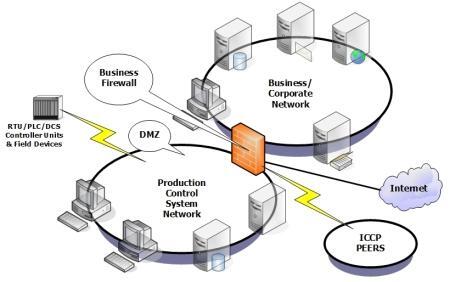 Business
Firewall
Business/
Corporate
Network
RTU/PLC/DCS
Controller Units
& Field Devices
DMZ
Production
Control
System
Network
Internet
ICCP
PEERS